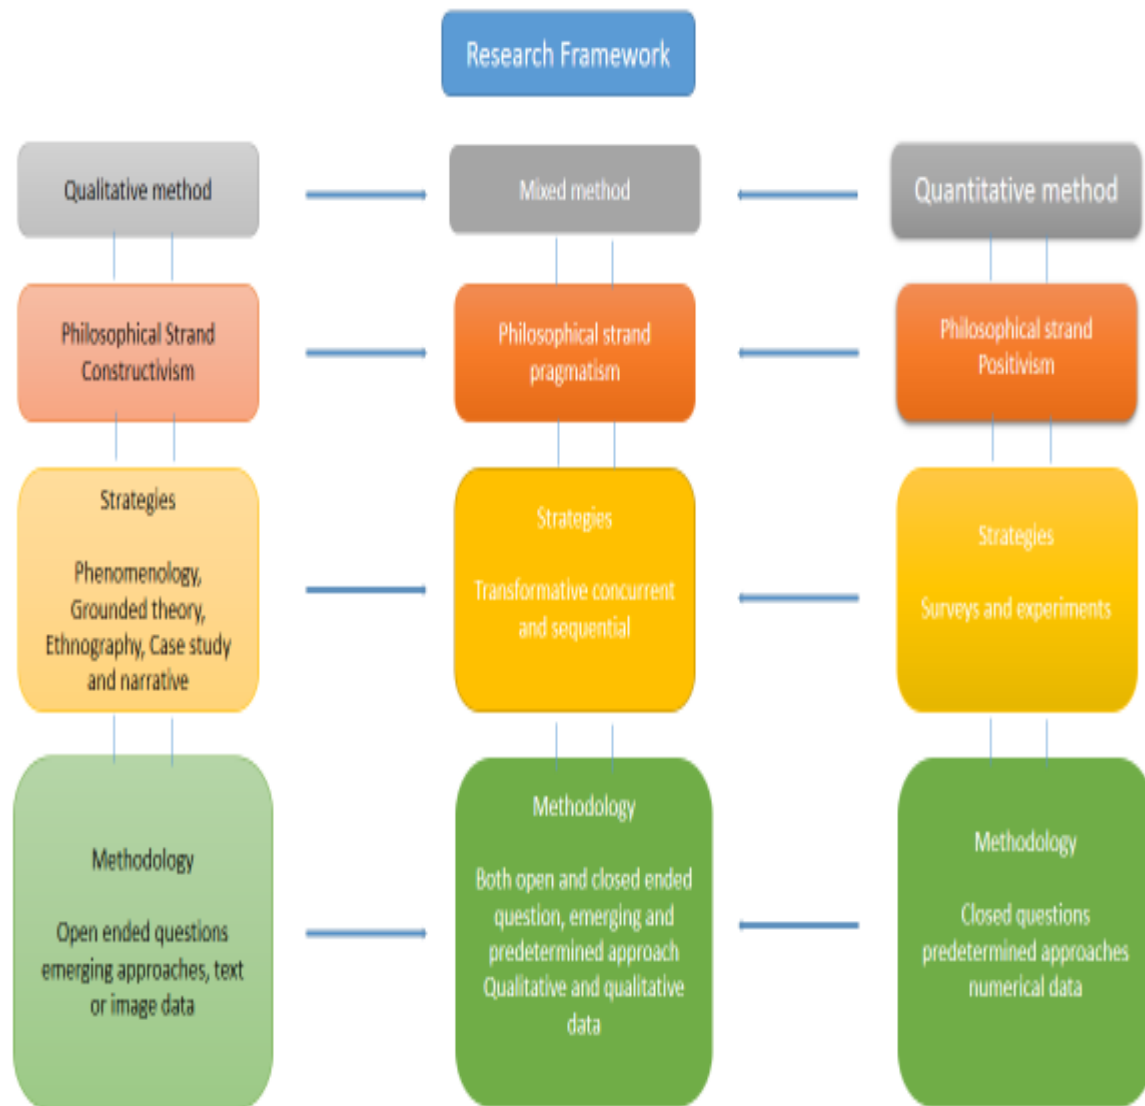 Research Framework
Qualitative method
Mixed method
Quantitative method
Philosophical Strand
Constructivism
Philosophical strand
pragmatism
Philosophical strand
Positivism
Strategies
Phenomenology,
Grounded theory,
Ethnography, Case study
and narrative
Strategies
Transformative concurrent
and sequential
Strategies
Surveys and experiments
Methodology
Open ended questions
emerging approaches, text
or image data
Methodology
Both open and closed ended
question, emerging and
predetermined approach
Qualitative and qualitative
data
Methodology
Closed questions
predetermined approaches
numerical data